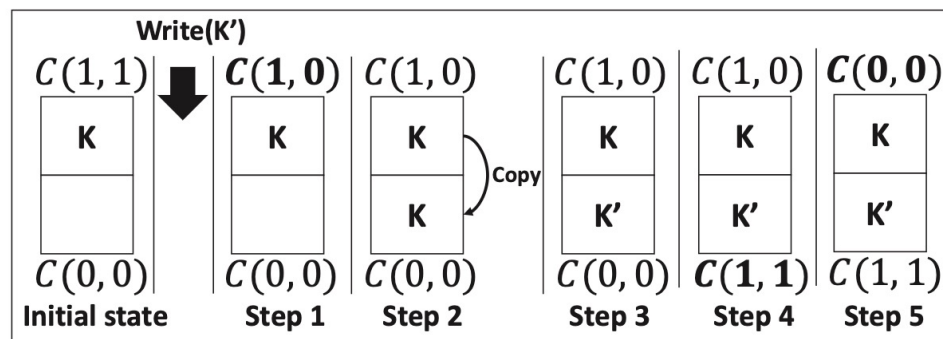 Write(K’)
C(1, 1) C(1, 0) C(1, 0) C(1, 0) C(1, 0) C(0, 0)
K K K K K K
Copy
K K’ K’ K’
C(0, 0) C(0, 0) C(0, 0) C(0, 0) C(1, 1) C(1, 1)
Initial state Step 1 Step 2 Step 3 Step 4 Step 5